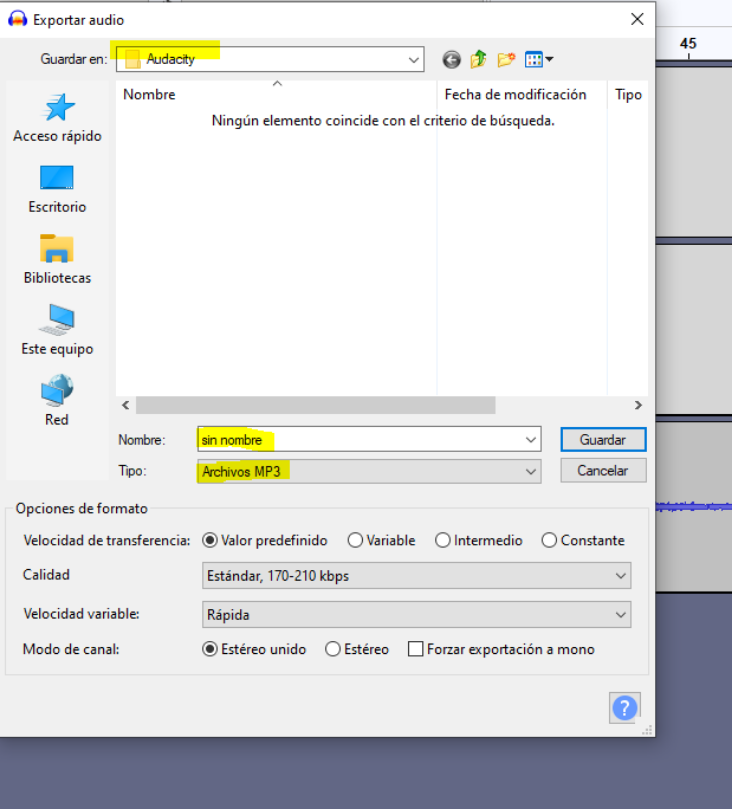 Exportar audio
45
Guardar en: Audacity
Nombre Fecha de modificación Tipo
Ningún elemento coincide con el criterio de búsqueda.
Acceso rápido
Escritorio
Bibliotecas
Este equipo
Red
Nombre: sin nombre Guardar
Tipo: Archivos MP3 Cancelar
Opciones de formato
Velocidad de transferencia: Valor predefinido Variable Intermedio Constante
Calidad Estándar, 170-210 kbps
Velocidad variable: Rápida
Modo de canal: Estéreo unido Estéreo Forzar exportación a mono
?